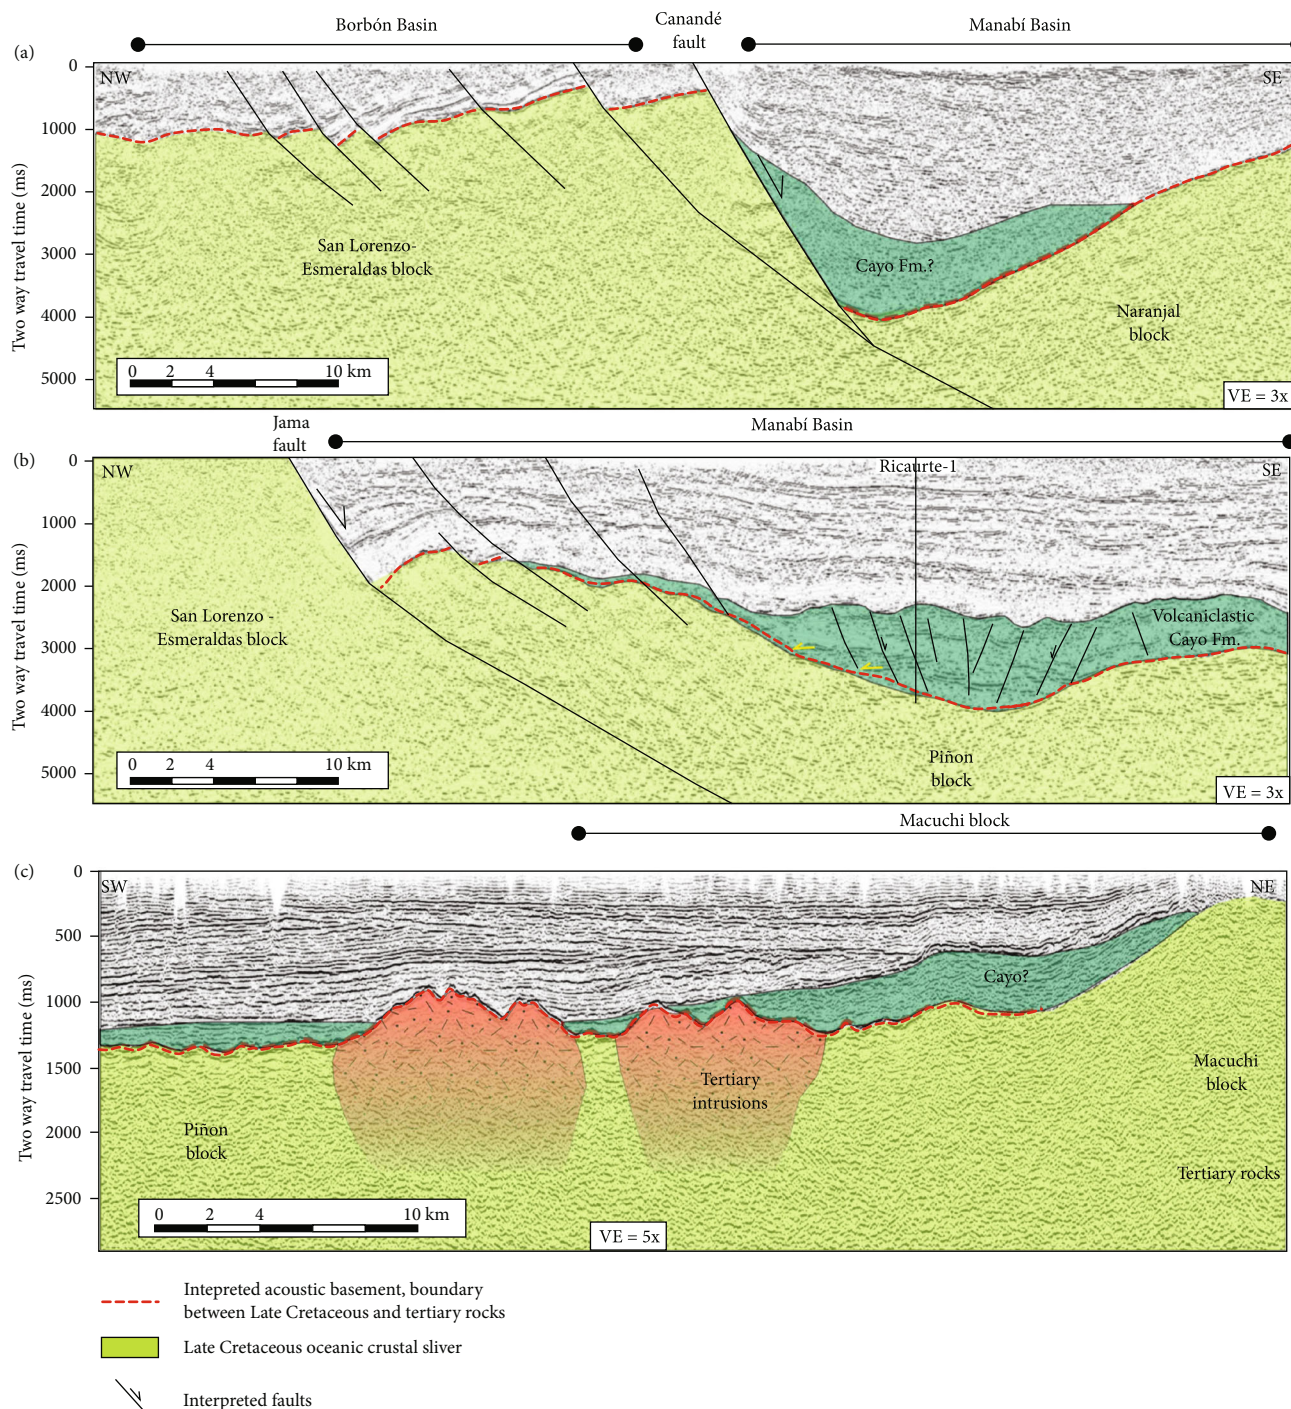 Borbón Basin
Canandé
fault
Manabí Basin
(a)
NW
SE
0
1000
2000
3000
4000
5000
Two way travel time (ms)
San Lorenzo-
Esmeraldas block
Cayo Fm.?
Naranjal
block
0 2 4 10 km
VE = 3x
Jama
fault
Manabí Basin
(b)
NW
Ricaurte-1
SE
0
1000
2000
3000
4000
5000
Two way travel time (ms)
San Lorenzo -
Esmeraldas block
Volcaniclastic
Cayo Fm.
Piñon
block
0 2 4 10 km
VE = 3x
Macuchi block
(c)
SW
NE
0
500
1000
1500
2000
2500
Two way travel time (ms)
Cayo?
Tertiary
intrusions
Macuchi
block
Piñon
block
Tertiary rocks
0 2 4 10 km
VE = 5x
Intepreted acoustic basement, boundary
between Late Cretaceous and tertiary rocks
Late Cretaceous oceanic crustal sliver
Interpreted faults